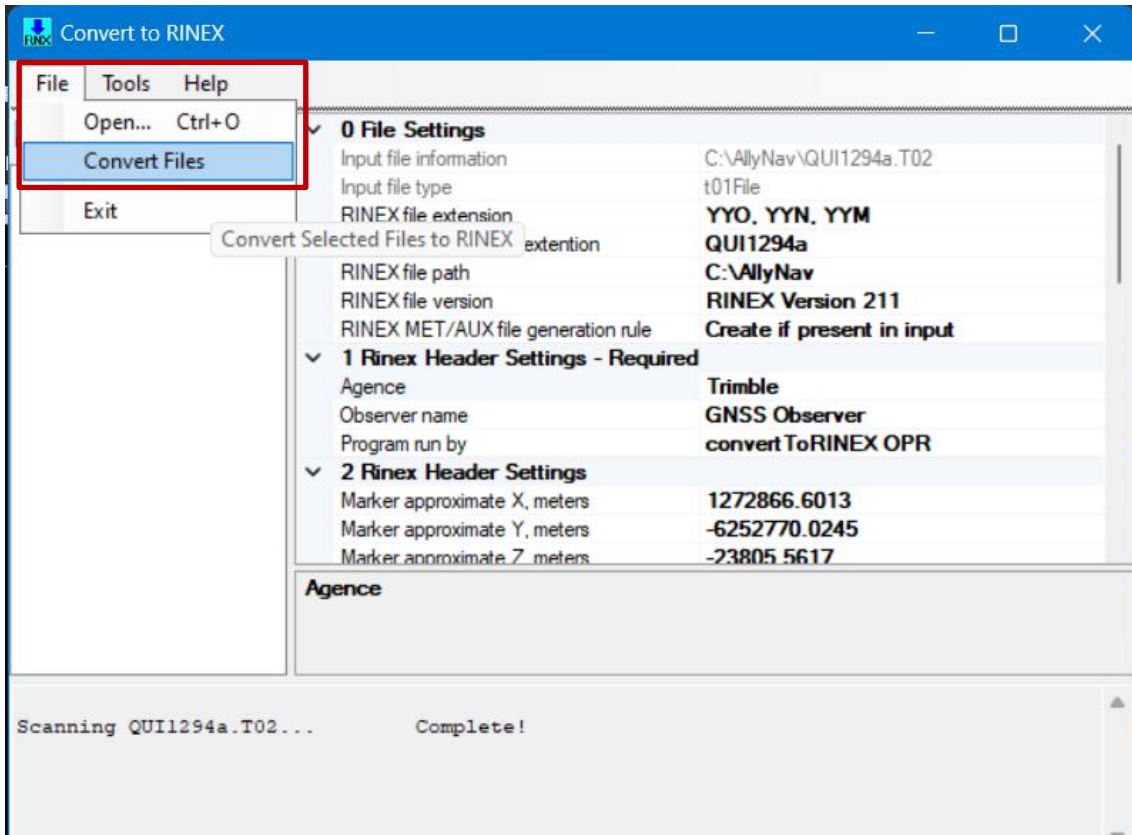 RNX Convert to RINEX
File Tools Help
Open... Ctrl+O
Convert Files
Exit
Convert Selected Files to RINEX
0 File Settings
Input file information C:\AllyNav\QUI1294a.T02
Input file type t01File
RINEX file extension YYO, YYN, YYM
extention QUI1294a
RINEX file path C:\AllyNav
RINEX file version RINEX Version 211
RINEX MET/AUX file generation rule Create if present in input
1 Rinex Header Settings - Required
Agence Trimble
Observer name GNSS Observer
Program run by convertToRINEX OPR
2 Rinex Header Settings
Marker approximate X, meters 1272866.6013
Marker approximate Y, meters -6252770.0245
Marker approximate Z, meters -23805.5617
Agence
Scanning QUI1294a.T02... Complete!